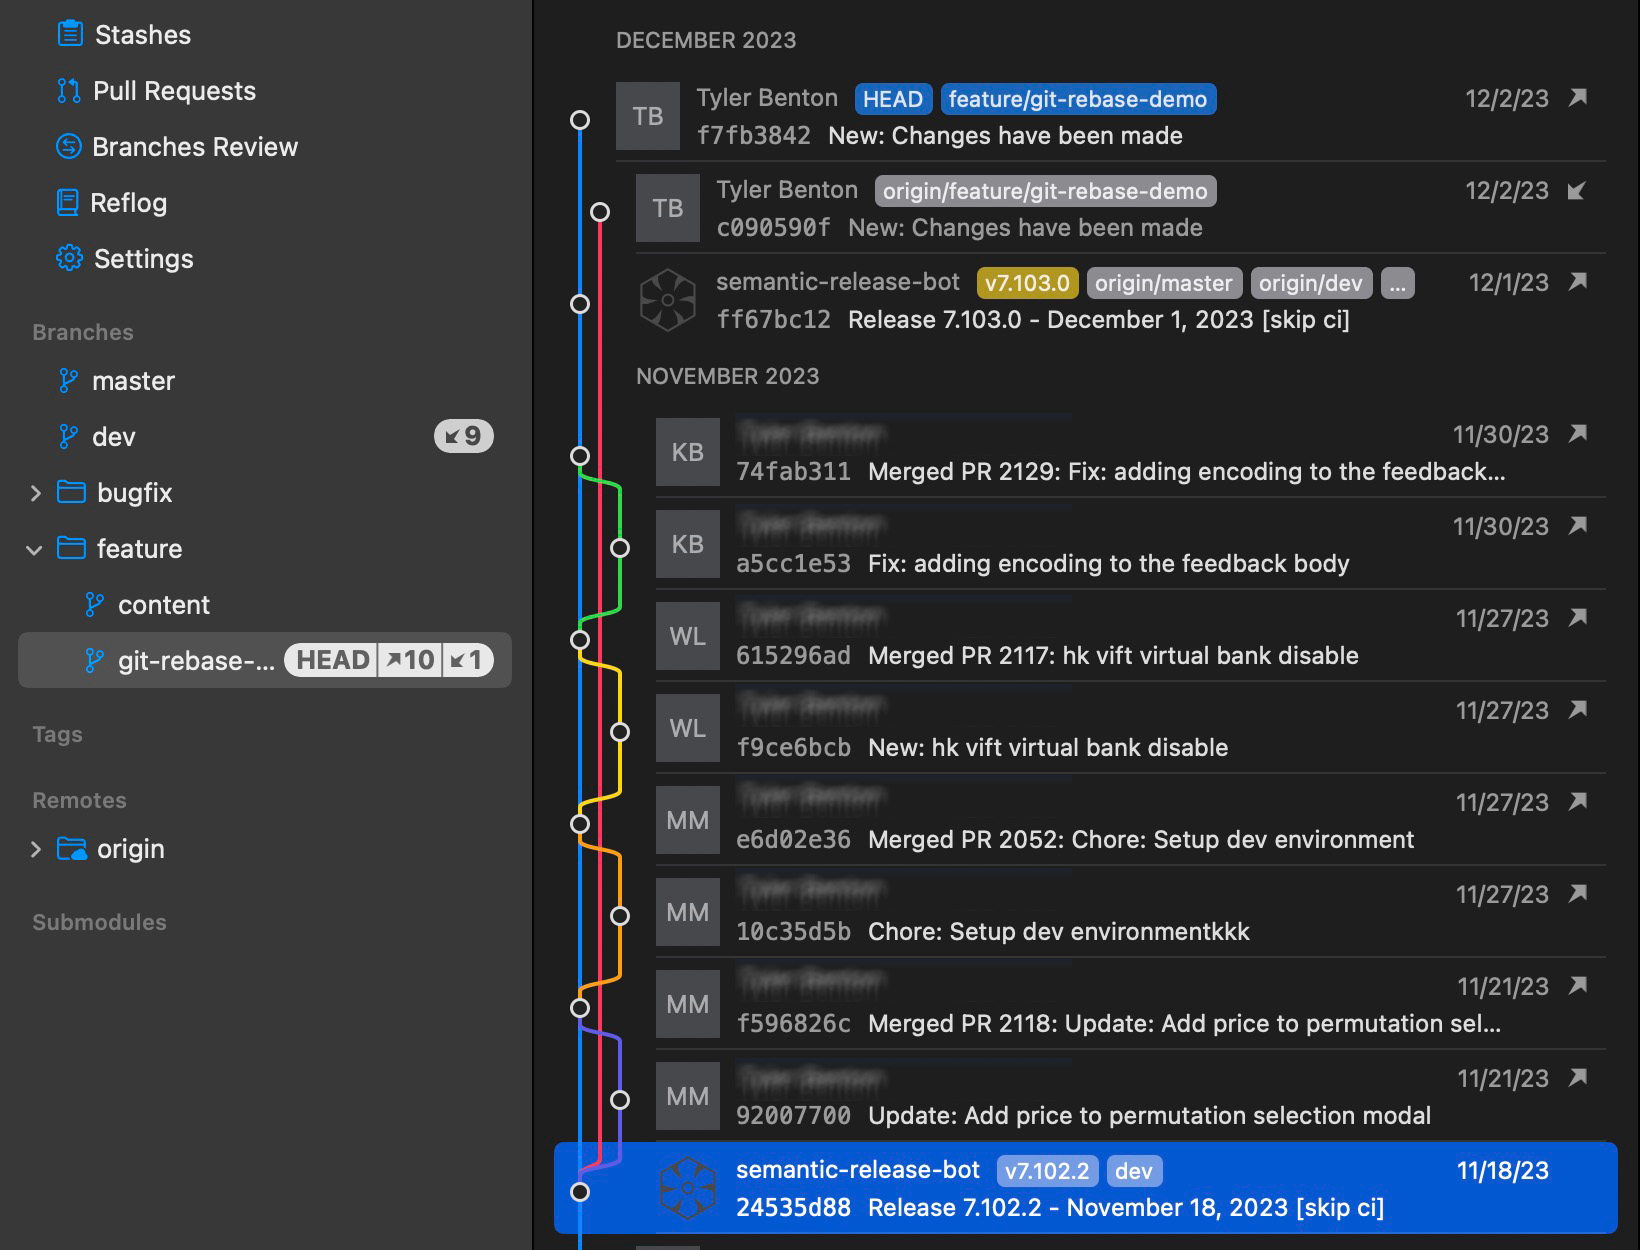 Stashes
Pull Requests
Branches Review
Reflog
Settings
Branches
master
dev 9
bugfix
feature
content
git-rebase-... HEAD 10 1
Tags
Remotes
origin
Submodules
DECEMBER 2023
TB Tyler Benton HEAD feature/git-rebase-demo 12/2/23
f7fb3842 New: Changes have been made
TB Tyler Benton origin/feature/git-rebase-demo 12/2/23
c090590f New: Changes have been made
semantic-release-bot v7.103.0 origin/master origin/dev ... 12/1/23
ff67bc12 Release 7.103.0 - December 1, 2023 [skip ci]
NOVEMBER 2023
KB 11/30/23
74fab311 Merged PR 2129: Fix: adding encoding to the feedback...
KB 11/30/23
a5cc1e53 Fix: adding encoding to the feedback body
WL 11/27/23
615296ad Merged PR 2117: hk vift virtual bank disable
WL 11/27/23
f9ce6bcb New: hk vift virtual bank disable
MM 11/27/23
e6d02e36 Merged PR 2052: Chore: Setup dev environment
MM 11/27/23
10c35d5b Chore: Setup dev environmentkkk
MM 11/21/23
f596826c Merged PR 2118: Update: Add price to permutation sel...
MM 11/21/23
92007700 Update: Add price to permutation selection modal
semantic-release-bot v7.102.2 dev 11/18/23
24535d88 Release 7.102.2 - November 18, 2023 [skip ci]